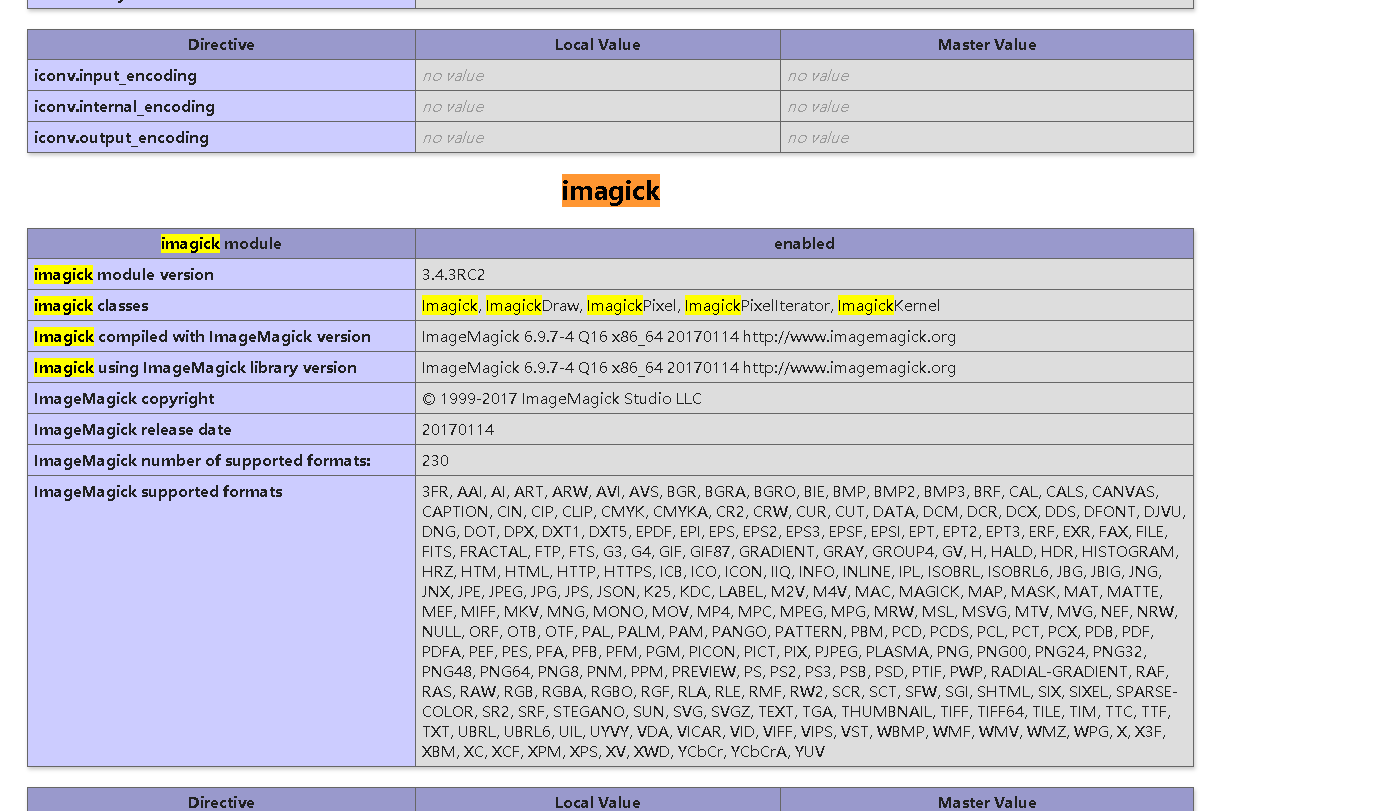 Directive Local Value Master Value
iconv.input_encoding no value no value
iconv.internal_encoding no value no value
iconv.output_encoding no value no value
imagick
imagick module enabled
imagick module version 3.4.3RC2
imagick classes Imagick, ImagickDraw, ImagickPixel, ImagickPixelIterator, ImagickKernel
Imagick compiled with ImageMagick version ImageMagick 6.9.7-4 Q16 x86_64 20170114 http://www.imagemagick.org
Imagick using ImageMagick library version ImageMagick 6.9.7-4 Q16 x86_64 20170114 http://www.imagemagick.org
ImageMagick copyright © 1999-2017 ImageMagick Studio LLC
ImageMagick release date 20170114
ImageMagick number of supported formats: 230
ImageMagick supported formats 3FR, AAI, AI, ART, ARW, AVI, AVS, BGR, BGRA, BGRO, BIE, BMP, BMP2, BMP3, BRF, CAL, CALS, CANVAS,
CAPTION, CIN, CIP, CLIP, CMYK, CMYKA, CR2, CRW, CUR, CUT, DATA, DCM, DCR, DCX, DDS, DFONT, DJVU,
DNG, DOT, DPX, DXT1, DXT5, EPDF, EPI, EPS, EPS2, EPS3, EPSF, EPSI, EPT, EPT2, EPT3, ERF, EXR, FAX, FILE,
FITS, FRACTAL, FTP, FTS, G3, G4, GIF, GIF87, GRADIENT, GRAY, GROUP4, GV, H, HALD, HDR, HISTOGRAM,
HRZ, HTM, HTML, HTTP, HTTPS, ICB, ICO, ICON, IIQ, INFO, INLINE, IPL, ISOBRL, ISOBRL6, JBG, JBIG, JNG,
JNX, JPE, JPEG, JPG, JPS, JSON, K25, KDC, LABEL, M2V, M4V, MAC, MAGICK, MAP, MASK, MAT, MATTE,
MEF, MIFF, MKV, MNG, MONO, MOV, MP4, MPC, MPEG, MPG, MRW, MSL, MSVG, MTV, MVG, NEF, NRW,
NULL, ORF, OTB, OTF, PAL, PALM, PAM, PANGO, PATTERN, PBM, PCD, PCDS, PCL, PCT, PCX, PDB, PDF,
PDFA, PEF, PES, PFA, PFB, PFM, PGM, PICON, PICT, PIX, PJPEG, PLASMA, PNG, PNG00, PNG24, PNG32,
PNG48, PNG64, PNG8, PNM, PPM, PREVIEW, PS, PS2, PS3, PSB, PSD, PTIF, PWP, RADIAL-GRADIENT, RAF,
RAS, RAW, RGB, RGBA, RGBO, RGF, RLA, RLE, RMF, RW2, SCR, SCT, SFW, SGI, SHTML, SIX, SIXEL, SPARSE-
COLOR, SR2, SRF, STEGANO, SUN, SVG, SVGZ, TEXT, TGA, THUMBNAIL, TIFF, TIFF64, TILE, TIM, TTC, TTF,
TXT, UBRL, UBRL6, UIL, UYVY, VDA, VICAR, VID, VIFF, VIPS, VST, WBMP, WMF, WMV, WMZ, WPG, X, X3F,
XBM, XC, XCF, XPM, XPS, XV, XWD, YCbCr, YCbCrA, YUV
Directive Local Value Master Value